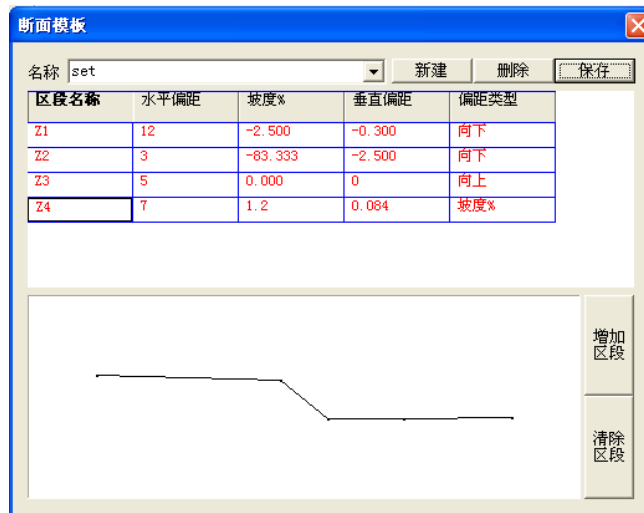 断面模板
名称 set 新建 删除 保存
区段名称 水平偏距 坡度% 垂直偏距 偏距类型
Z1 12 -2.500 -0.300 向下
Z2 3 -83.333 -2.500 向下
Z3 5 0.000 0 向上
Z4 7 1.2 0.084 坡度%
增加
区段
清除
区段